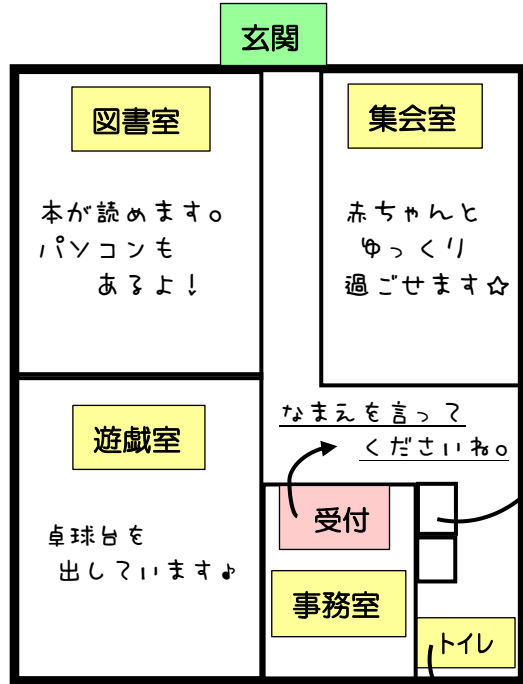 玄関
図書室
本が読めます。
パソコンも
あるよ！
集会室
赤ちゃんと
ゆっくり
過ごせます☆
遊戯室
卓球台を
出しています♪
なまえを言って
くださいね。
受付
事務室
トイレ